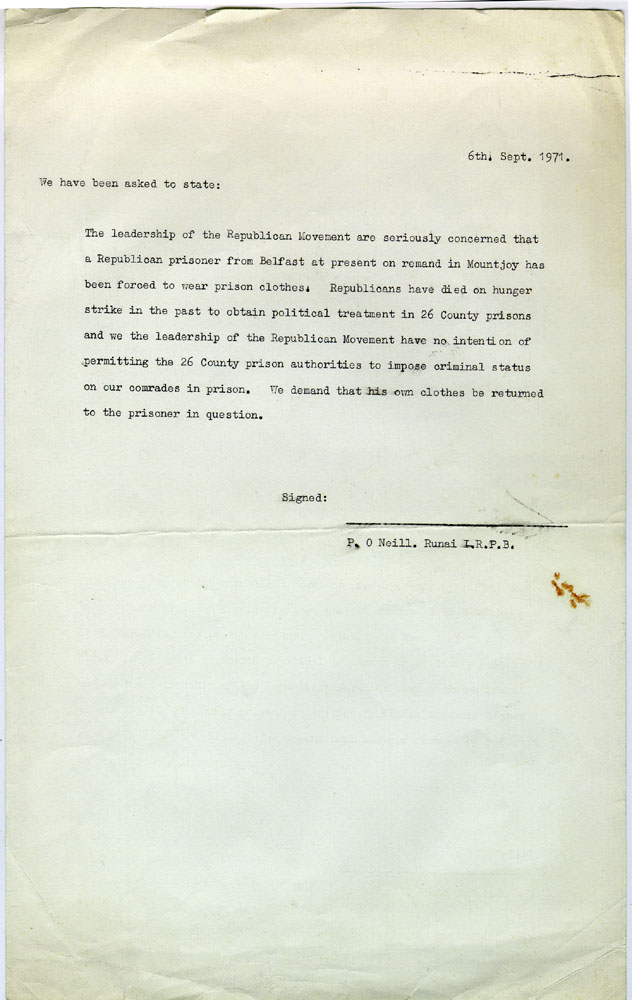 6th. Sept. 1971.
We have been asked to state:
The leadership of the Republican Movement are seriously concerned that
a Republican prisoner from Belfast at present on remand in Mountjoy has
been forced to wear prison clothes. Republicans have died on hunger
strike in the past to obtain political treatment in 26 County prisons
and we the leadership of the Republican Movement have no intention of
permitting the 26 County prison authorities to impose criminal status
on our comrades in prison. We demand that his own clothes be returned
to the prisoner in question.
Signed:
P. O Neill. Runai I.R.P.B.